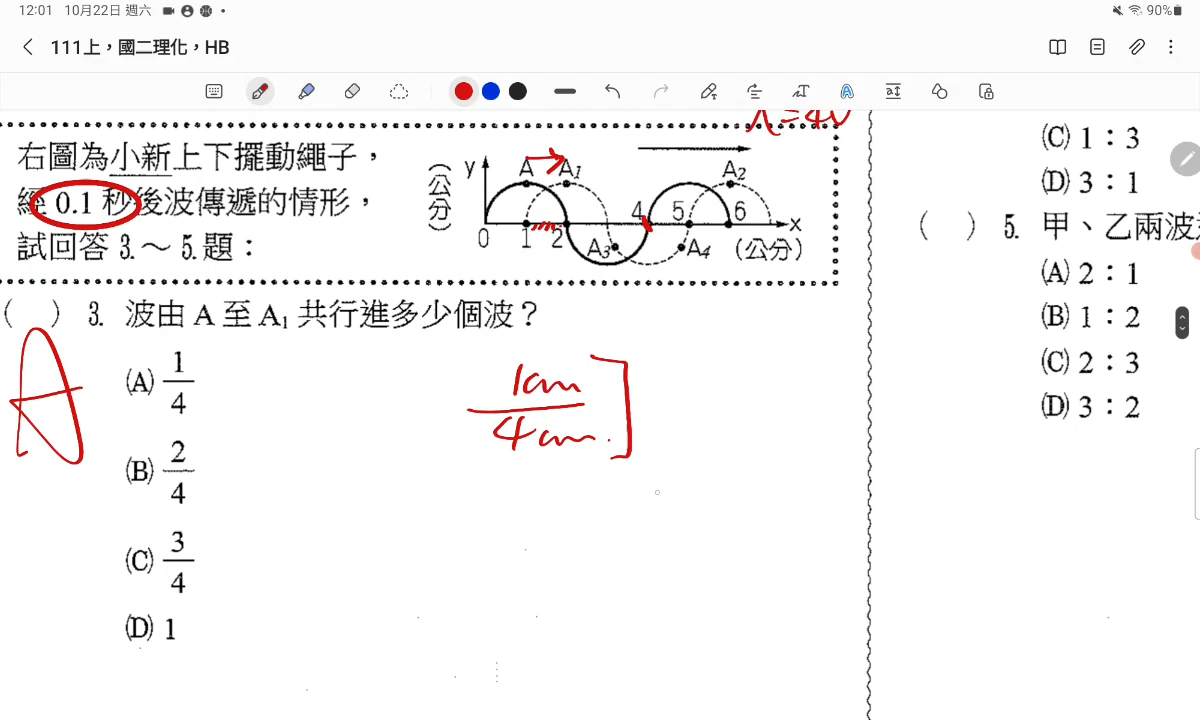 12:01 10月22日 週六
90%
111上，國二理化，HB
λ=4
右圖為小新上下擺動繩子，
經 0.1 秒後波傳遞的情形，
試回答 3.～ 5.題：
(公分) y A A₁ A₂
0 1 2 4 5 6 x
A₃ A₄ (公分)
( ) 3. 波由 A 至 A₁ 共行進多少個波？
A
(A) 1/4
(B) 2/4
(C) 3/4
(D) 1
1cm
4cm
(C) 1：3
(D) 3：1
( ) 5. 甲、乙兩波
(A) 2：1
(B) 1：2
(C) 2：3
(D) 3：2